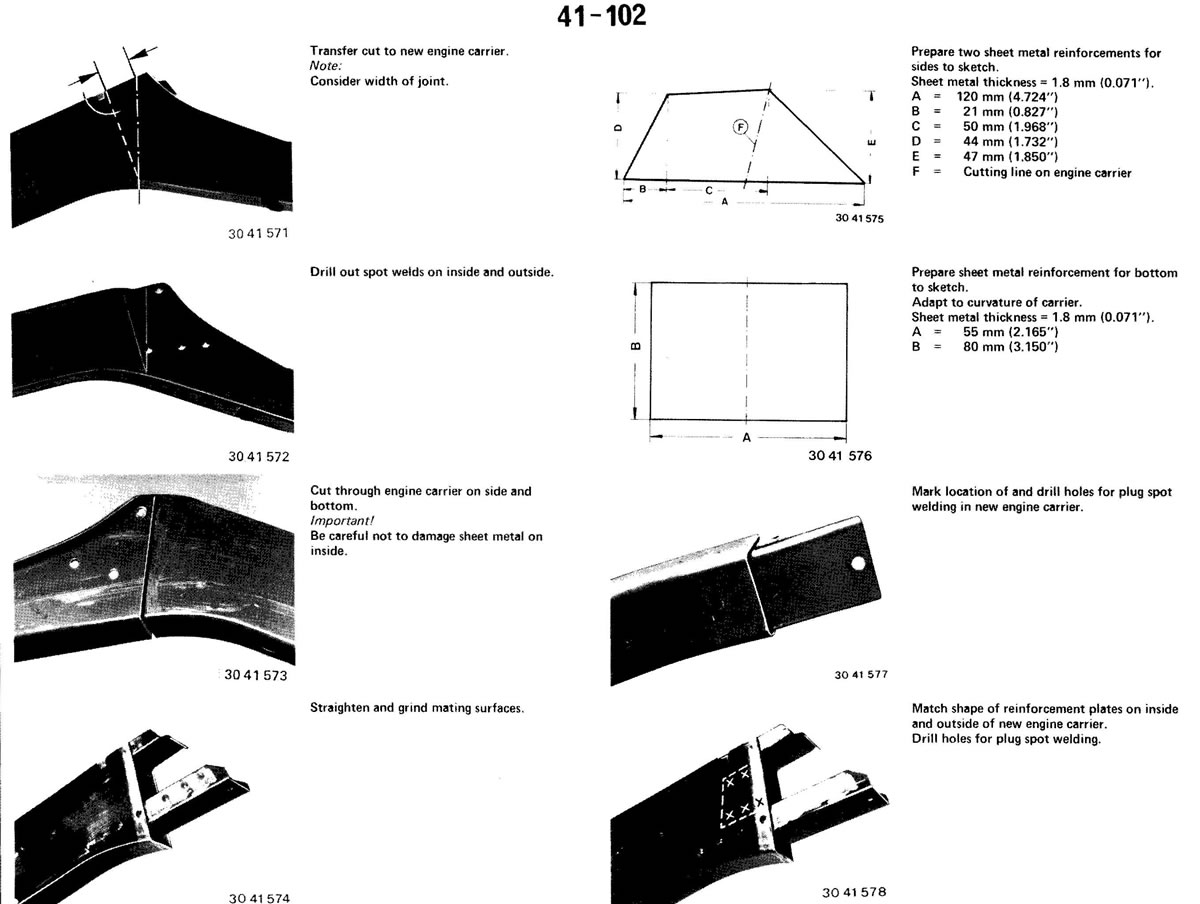 41-102
Transfer cut to new engine carrier.
Note:
Consider width of joint.
30 41 571
Drill out spot welds on inside and outside.
30 41 572
Cut through engine carrier on side and
bottom.
Important!
Be careful not to damage sheet metal on
inside.
30 41 573
Straighten and grind mating surfaces.
30 41 574
D
F
E
B
C
A
30 41 575
Prepare two sheet metal reinforcements for
sides to sketch.
Sheet metal thickness = 1.8 mm (0.071'').
A = 120 mm (4.724'')
B = 21 mm (0.827'')
C = 50 mm (1.968'')
D = 44 mm (1.732'')
E = 47 mm (1.850'')
F = Cutting line on engine carrier
B
A
30 41 576
Prepare sheet metal reinforcement for bottom
to sketch.
Adapt to curvature of carrier.
Sheet metal thickness = 1.8 mm (0.071'').
A = 55 mm (2.165'')
B = 80 mm (3.150'')
Mark location of and drill holes for plug spot
welding in new engine carrier.
30 41 577
Match shape of reinforcement plates on inside
and outside of new engine carrier.
Drill holes for plug spot welding.
30 41 578